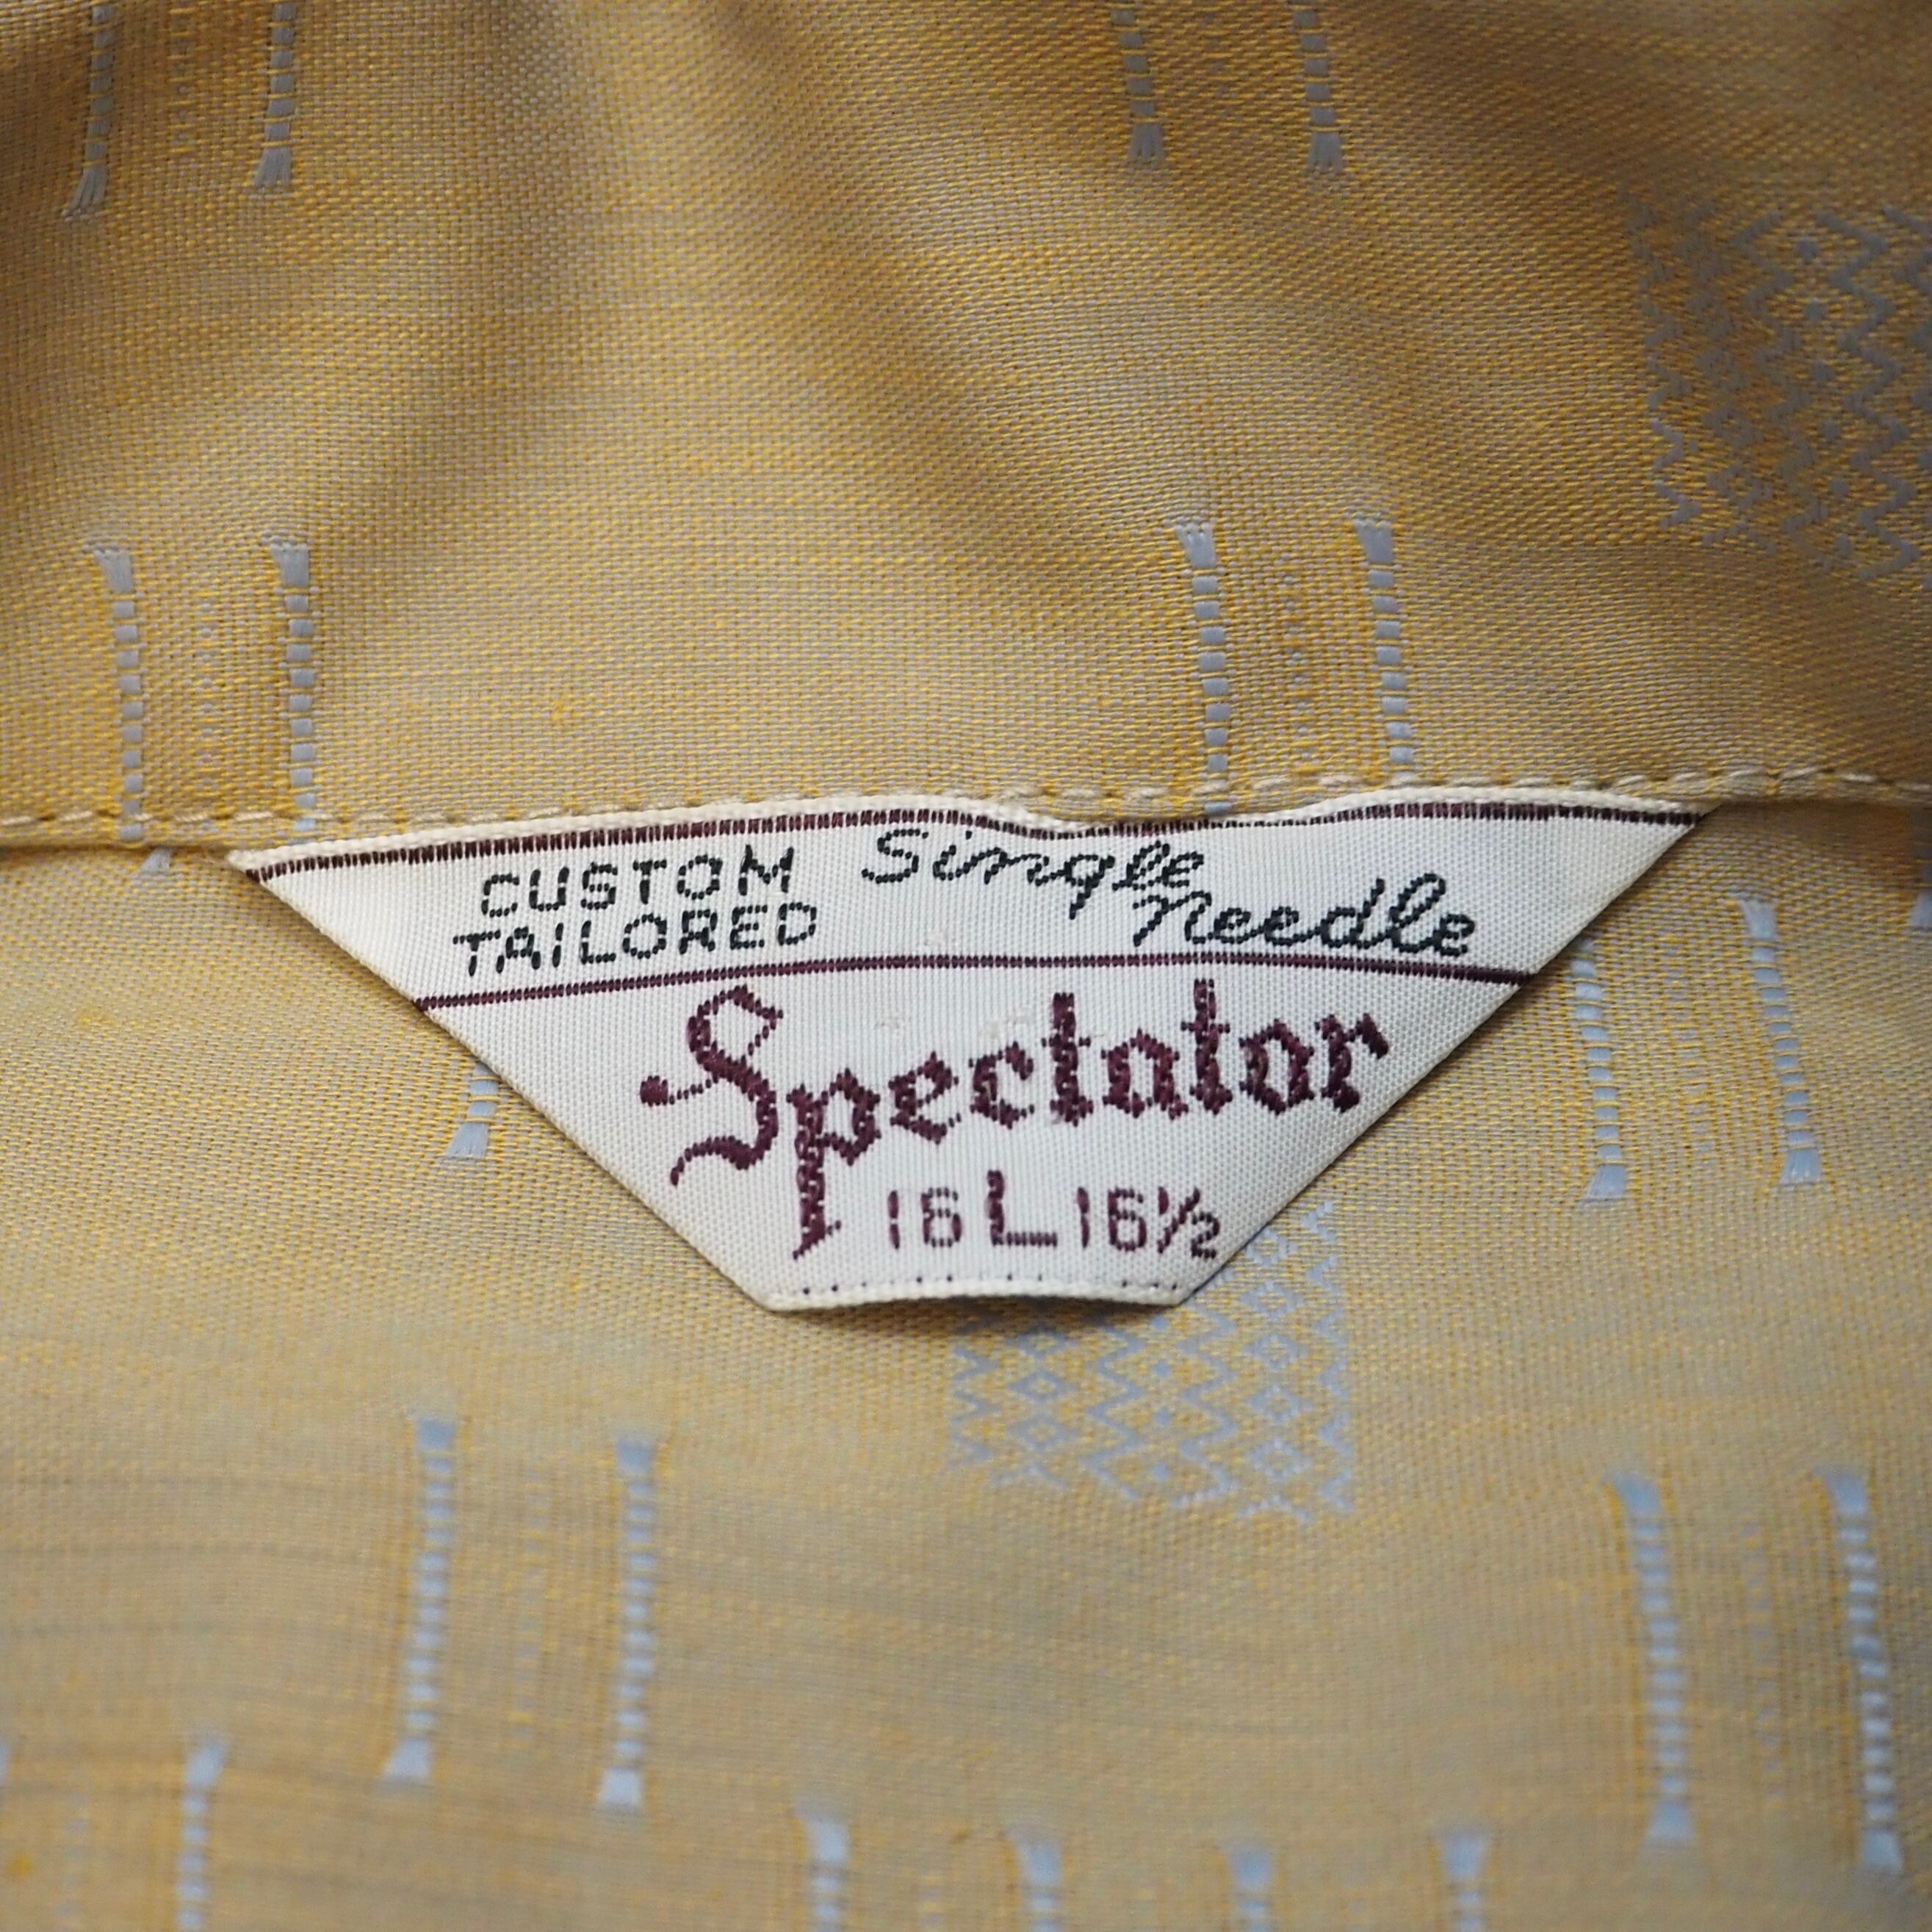 CUSTOM
TAILORED
Single
Needle
Spectator
16 L 16½